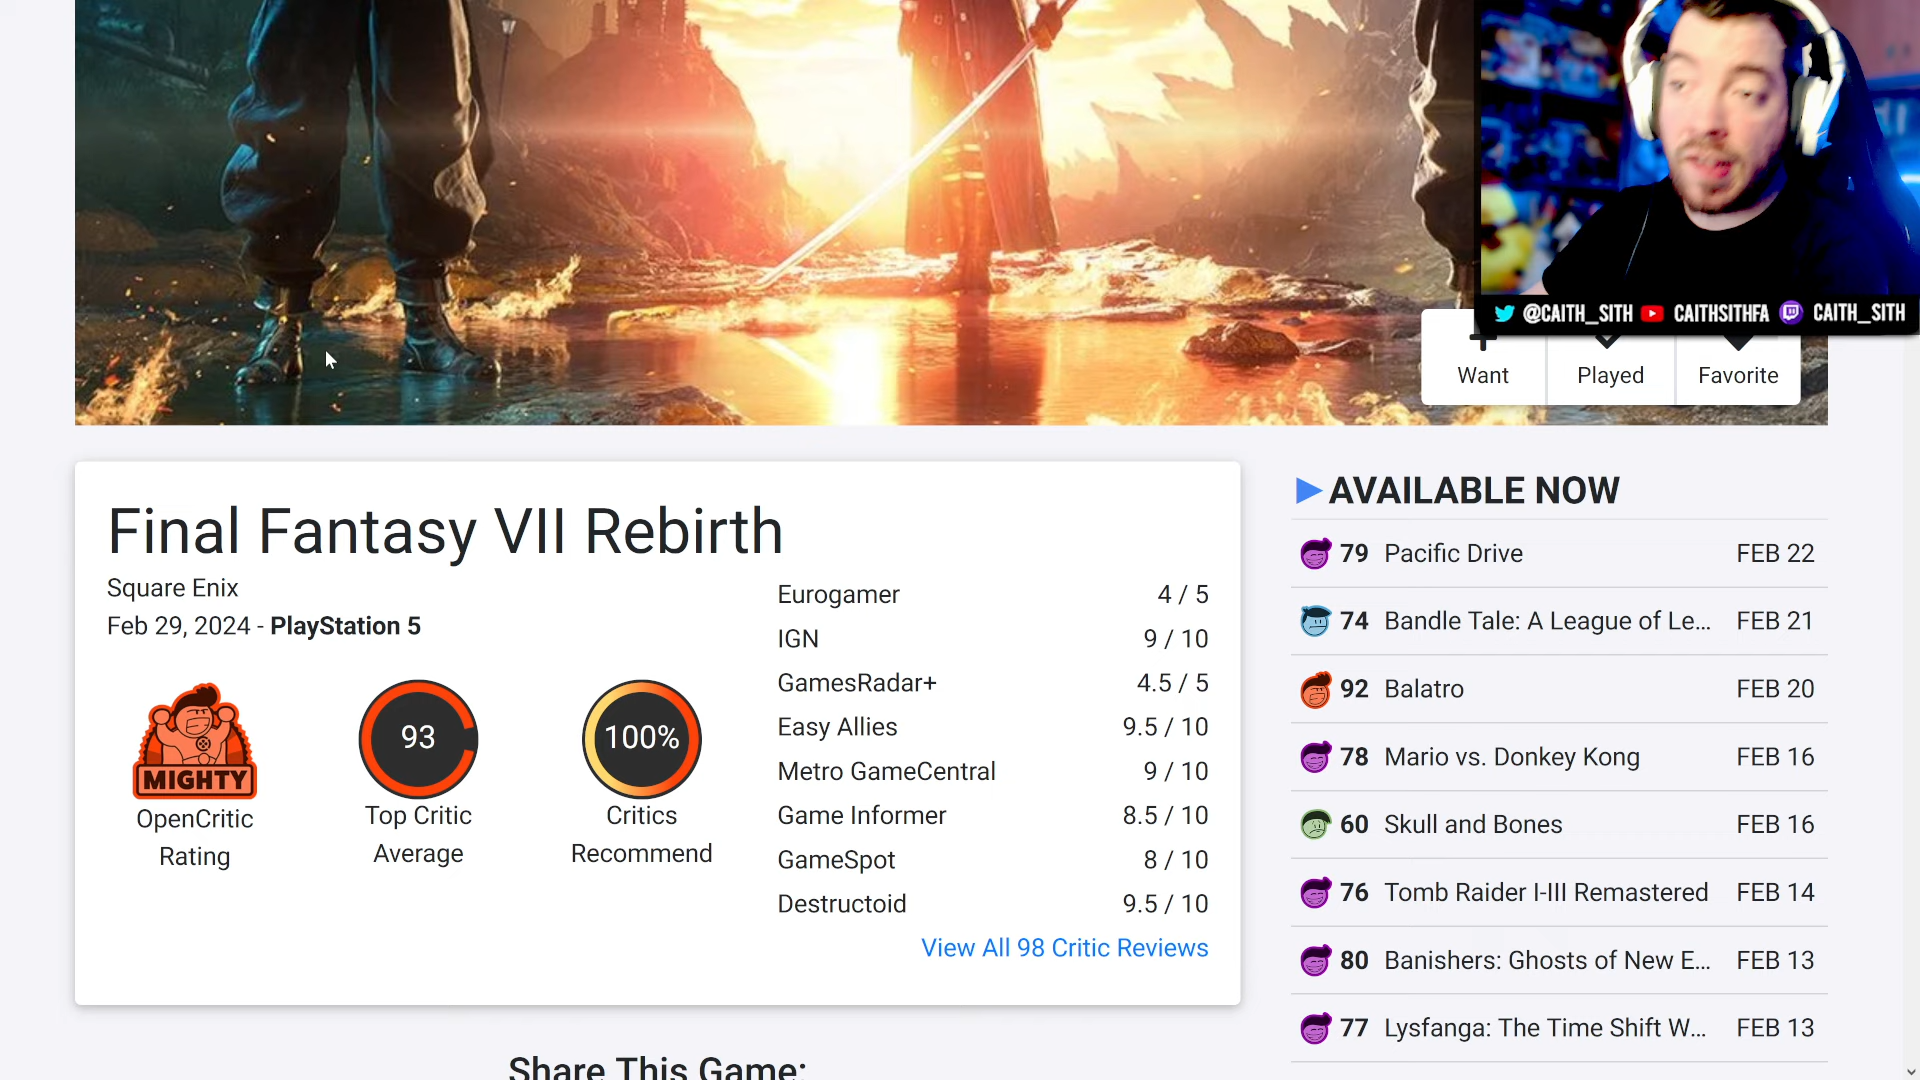 @CAITH_SITH CAITHSITHFA CAITH_SITH
Want Played Favorite
Final Fantasy VII Rebirth
Square Enix
Feb 29, 2024 - PlayStation 5
MIGHTY
OpenCritic
Rating
93
Top Critic
Average
100%
Critics
Recommend
Eurogamer 4 / 5
IGN 9 / 10
GamesRadar+ 4.5 / 5
Easy Allies 9.5 / 10
Metro GameCentral 9 / 10
Game Informer 8.5 / 10
GameSpot 8 / 10
Destructoid 9.5 / 10
View All 98 Critic Reviews
Share This Game:
AVAILABLE NOW
79 Pacific Drive FEB 22
74 Bandle Tale: A League of Le... FEB 21
92 Balatro FEB 20
78 Mario vs. Donkey Kong FEB 16
60 Skull and Bones FEB 16
76 Tomb Raider I-III Remastered FEB 14
80 Banishers: Ghosts of New E... FEB 13
77 Lysfanga: The Time Shift W... FEB 13